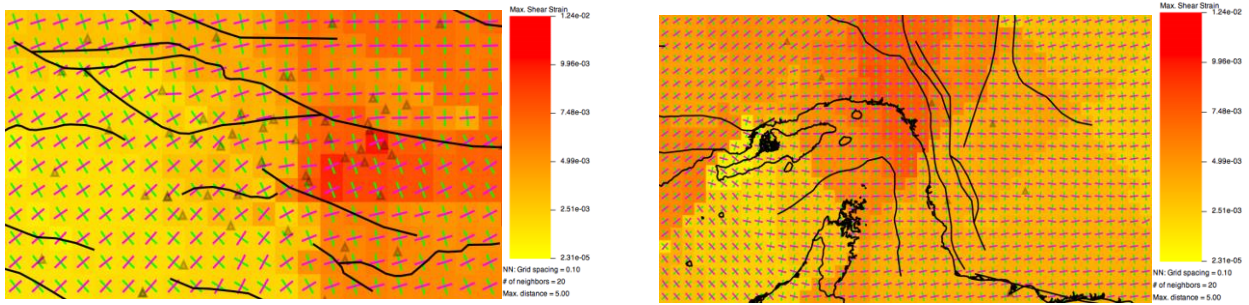 Max. Shear Strain
1.24e-02
9.96e-03
7.48e-03
4.99e-03
2.51e-03
2.31e-05
NN: Grid spacing = 0.10
# of neighbors = 20
Max. distance = 5.00
Max. Shear Strain
1.24e-02
9.96e-03
7.48e-03
4.99e-03
2.51e-03
2.31e-05
NN: Grid spacing = 0.10
# of neighbors = 20
Max. distance = 5.00